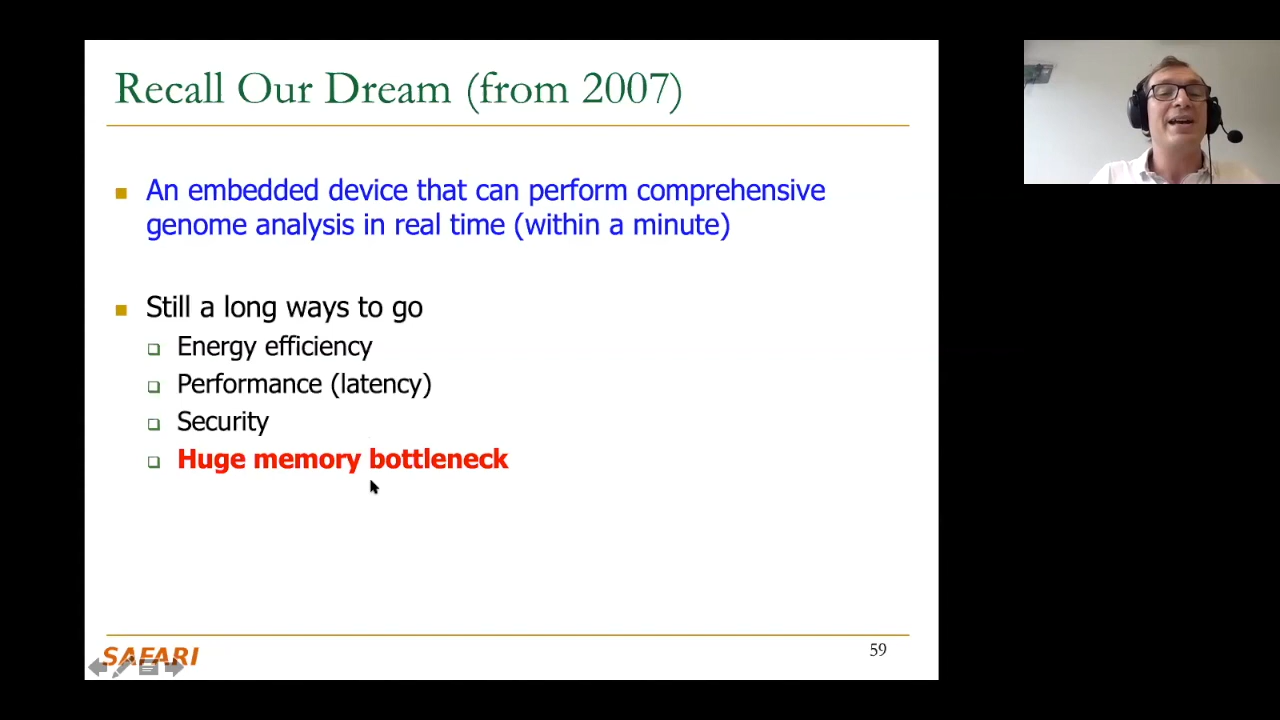 Recall Our Dream (from 2007)
An embedded device that can perform comprehensive
genome analysis in real time (within a minute)
Still a long ways to go
Energy efficiency
Performance (latency)
Security
Huge memory bottleneck
SAFARI
59